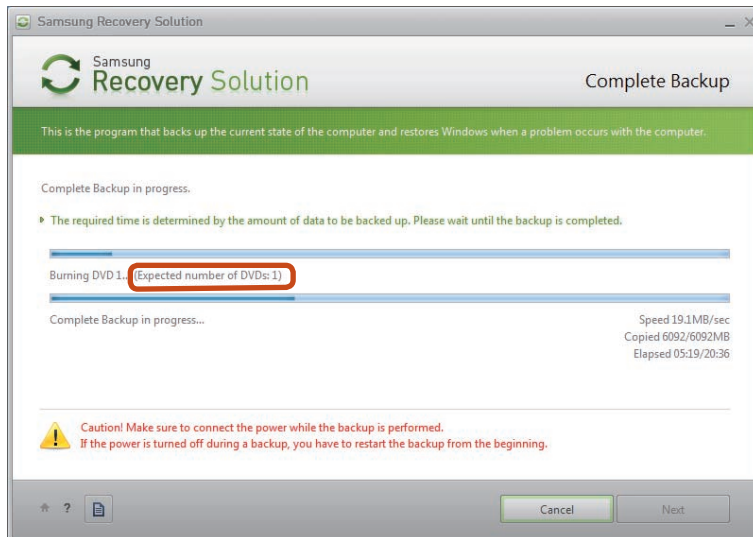 Samsung Recovery Solution
Samsung
Recovery Solution
Complete Backup
This is the program that backs up the current state of the computer and restores Windows when a problem occurs with the computer.
Complete Backup in progress.
The required time is determined by the amount of data to be backed up. Please wait until the backup is completed.
Burning DVD 1.. (Expected number of DVDs: 1)
Complete Backup in progress...
Speed 19.1MB/sec
Copied 6092/6092MB
Elapsed 05:19/20:36
Caution! Make sure to connect the power while the backup is performed.
If the power is turned off during a backup, you have to restart the backup from the beginning.
?
Cancel
Next